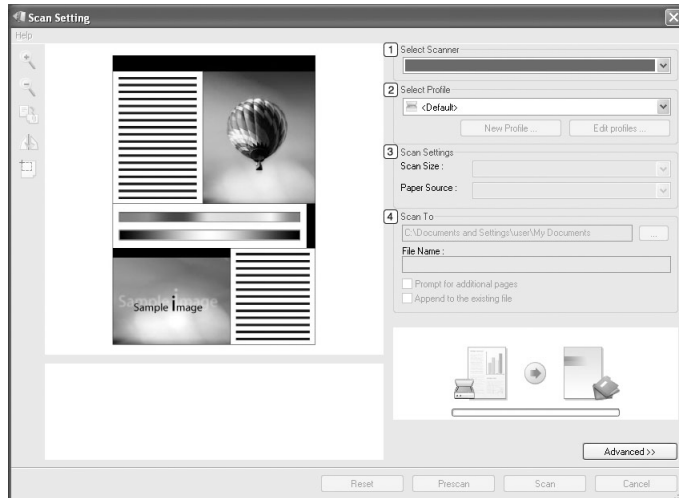 Scan Setting
Help
1 Select Scanner
2 Select Profile
<Default>
New Profile ...
Edit profiles ...
3 Scan Settings
Scan Size :
Paper Source :
4 Scan To
C:\Documents and Settings\user\My Documents
...
File Name :
Prompt for additional pages
Append to the existing file
Sample image
Sample image
Advanced >>
Reset
Prescan
Scan
Cancel